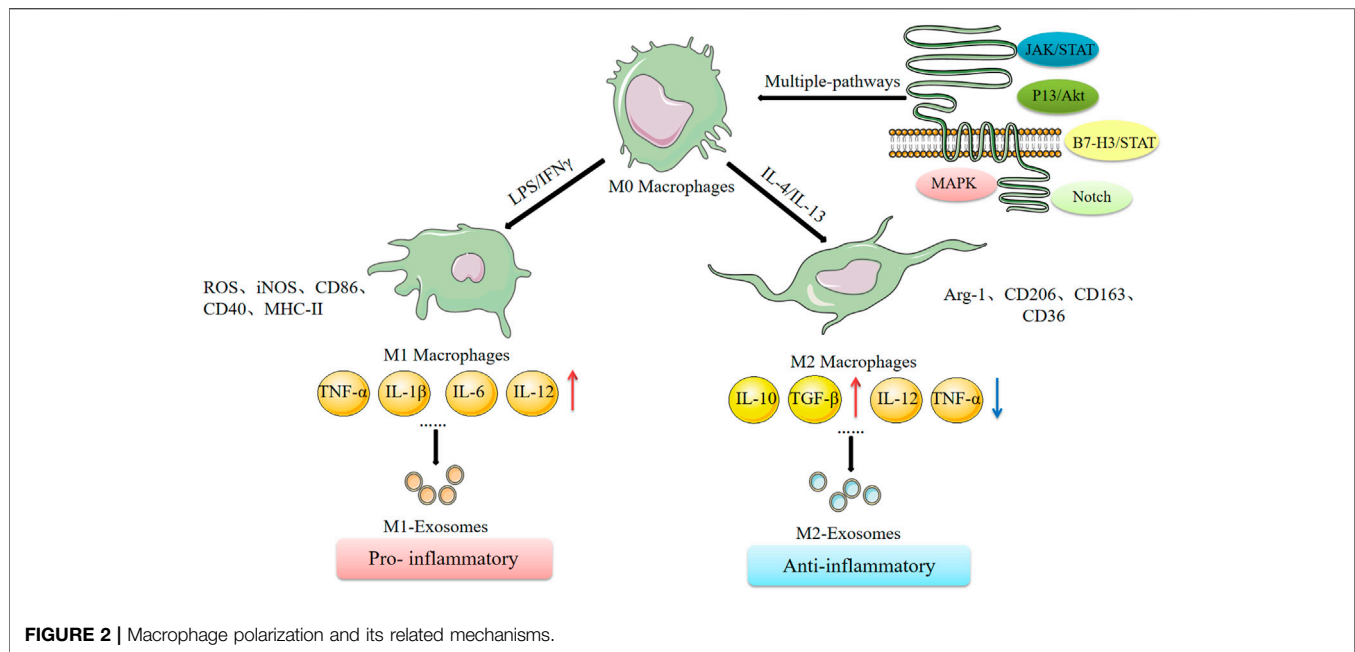 JAK/STAT
Multiple-pathways
P13/Akt
B7-H3/STAT
MAPK
Notch
M0 Macrophages
LPS/IFNγ
IL-4/IL-13
ROS、iNOS、CD86、
CD40、MHC-II
Arg-1、CD206、CD163、
CD36
M1 Macrophages
TNF-α IL-1β IL-6 IL-12
......
M1-Exosomes
Pro- inflammatory
M2 Macrophages
IL-10 TGF-β IL-12 TNF-α
......
M2-Exosomes
Anti-inflammatory
FIGURE 2 | Macrophage polarization and its related mechanisms.